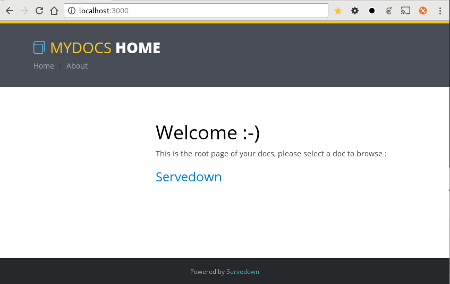 localhost:3000
MYDOCS HOME
Home / About
Welcome :-)
This is the root page of your docs, please select a doc to browse :
Servedown
Powered by Servedown